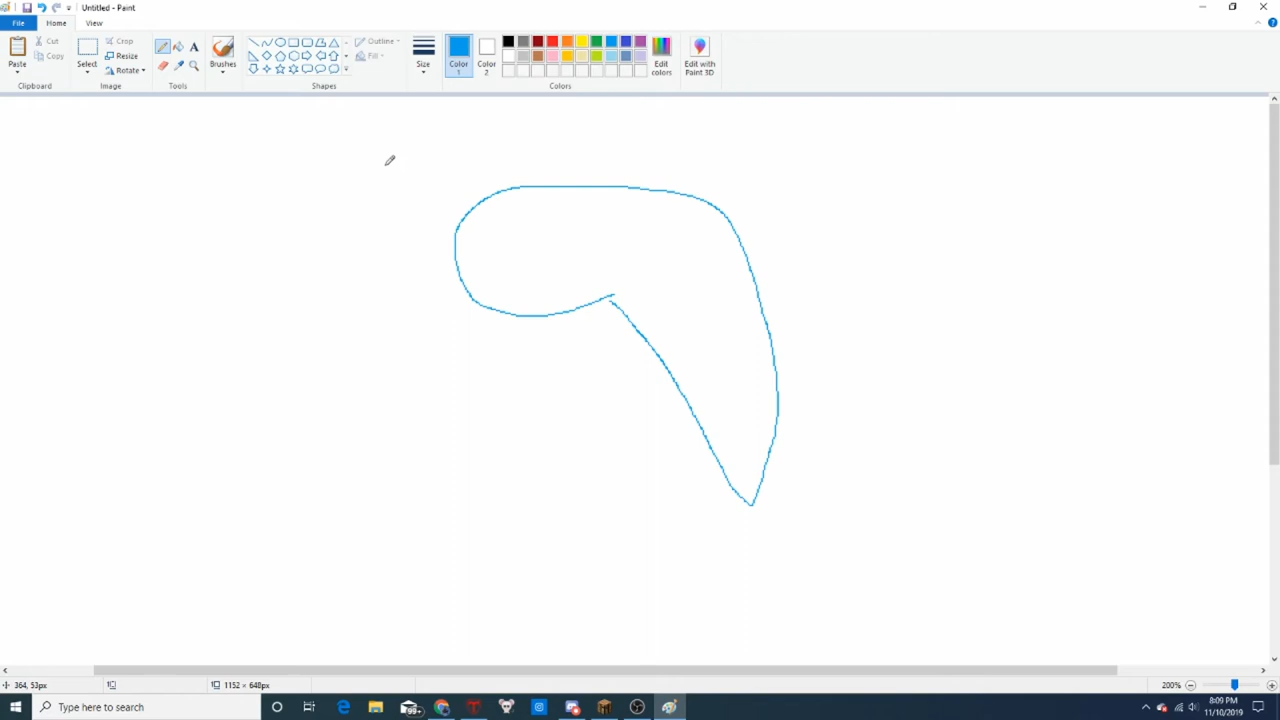 Untitled - Paint
File
Home
View
Paste
Cut
Copy
Clipboard
Select
Crop
Resize
Rotate
Image
A
Tools
Brushes
Shapes
Outline
Fill
Size
Color
1
Color
2
Edit
colors
Edit with
Paint 3D
Colors
364, 53px
1152 × 648px
200%
Type here to search
99+
8:09 PM
11/10/2019